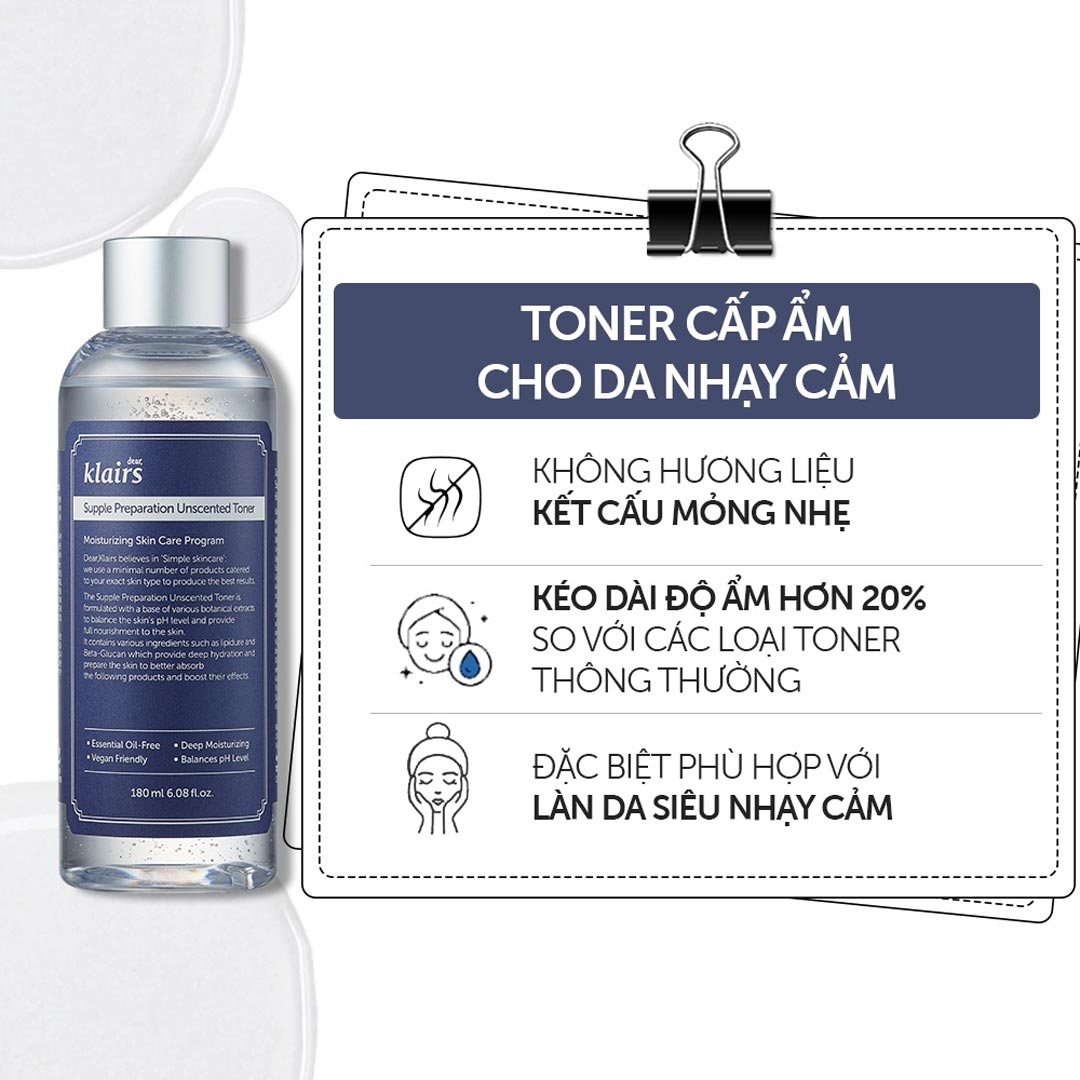 TONER CẤP ẨM
CHO DA NHẠY CẢM
KHÔNG HƯƠNG LIỆU
KẾT CẤU MỎNG NHẸ
KÉO DÀI ĐỘ ẨM HƠN 20%
SO VỚI CÁC LOẠI TONER
THÔNG THƯỜNG
ĐẶC BIỆT PHÙ HỢP VỚI
LÀN DA SIÊU NHẠY CẢM
dear,
klairs
Supple Preparation Unscented Toner
Moisturizing Skin Care Program
Dear,Klairs believes in 'Simple skincare':
we use a minimal number of products catered
to your exact skin type to produce the best results.
The Supple Preparation Unscented Toner is
formulated with a base of various botanical extracts
to balance the skin's pH level and provide
full nourishment to the skin.
It contains various ingredients such as lipidure and
Beta-Glucan which provide deep hydration and
prepare the skin to better absorb
the following products and boost their effects.
• Essential Oil-Free • Deep Moisturizing
• Vegan Friendly • Balances pH Level
180 ml 6.08 fl.oz.